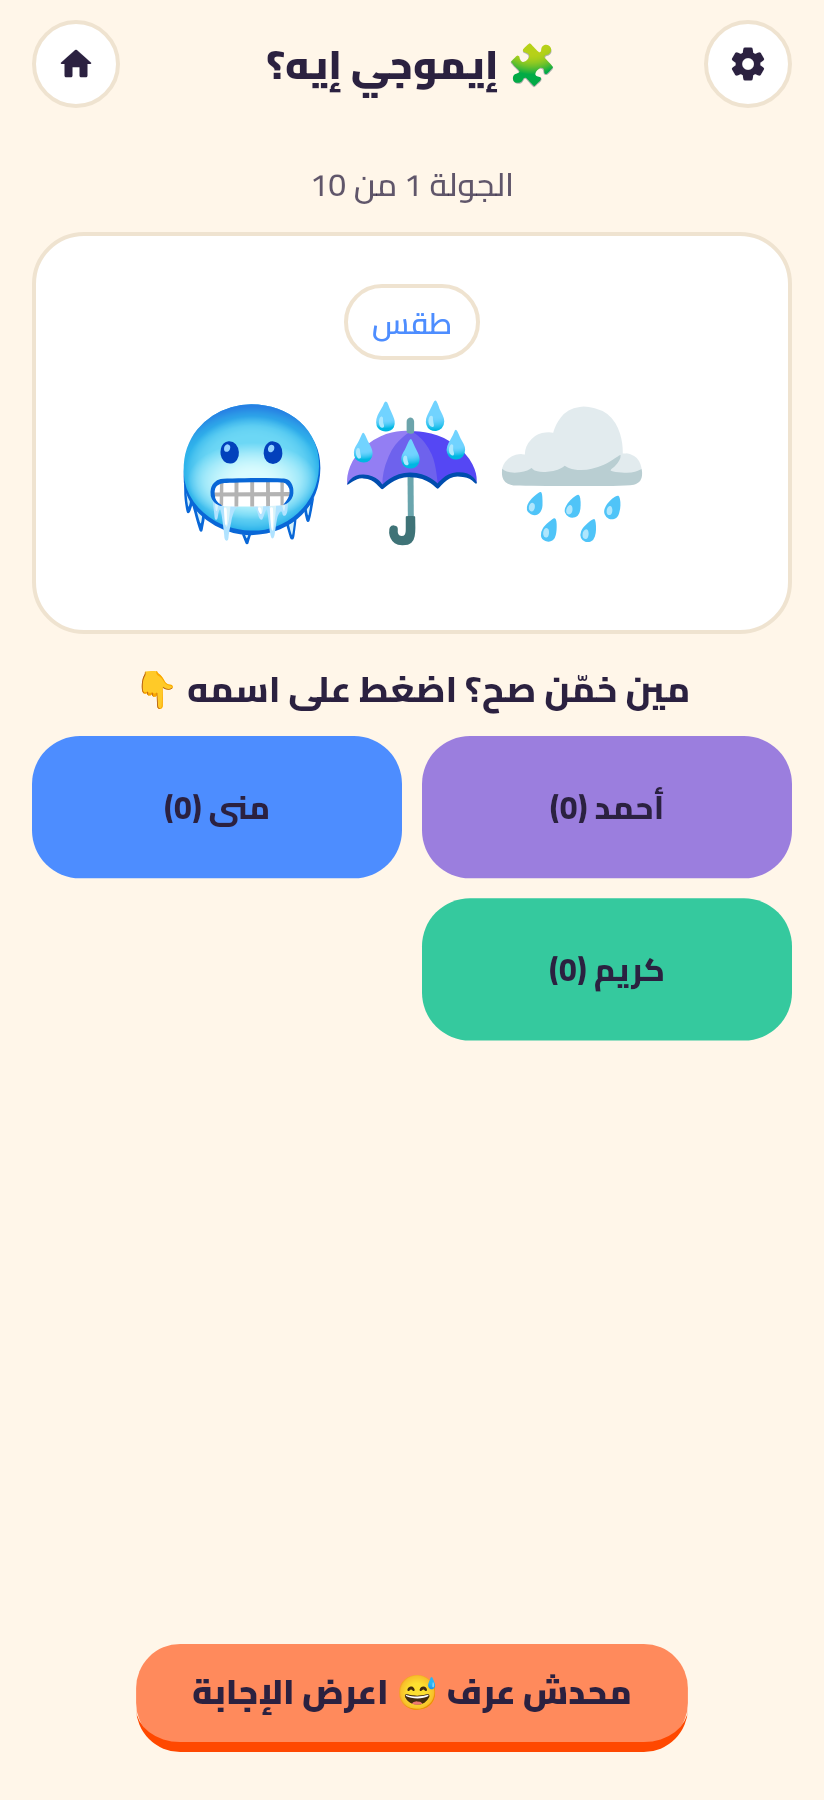 🧩 إيموجي إيه؟
الجولة 1 من 10
طقس
🌧️☔🥶
مين خمّن صح؟ اضغط على اسمه 👇
أحمد (0)
منى (0)
كريم (0)
محدش عرف 😅 اعرض الإجابة